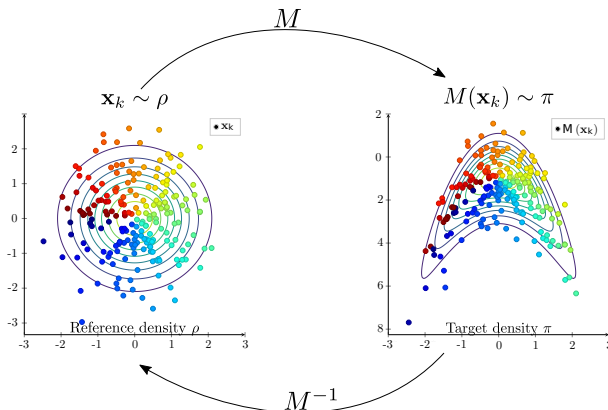 M
x_k ∼ ρ
M(x_k) ∼ π
x_k
M(x_k)
2
1
0
-1
-2
-3
-3 -2 -1 0 1 2 3
Reference density ρ
2
0
2
4
6
8
-3 -2 -1 0 1 2 3
Target density π
M⁻¹